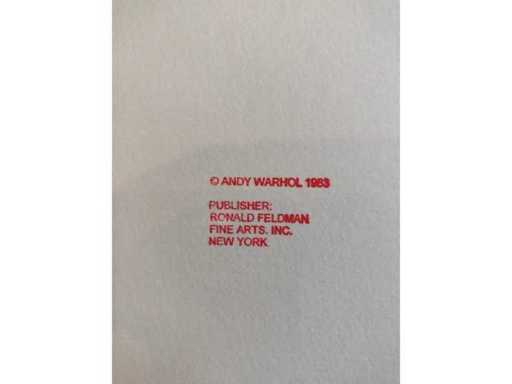 © ANDY WARHOL 1983
PUBLISHER:
RONALD FELDMAN
FINE ARTS. INC.
NEW YORK